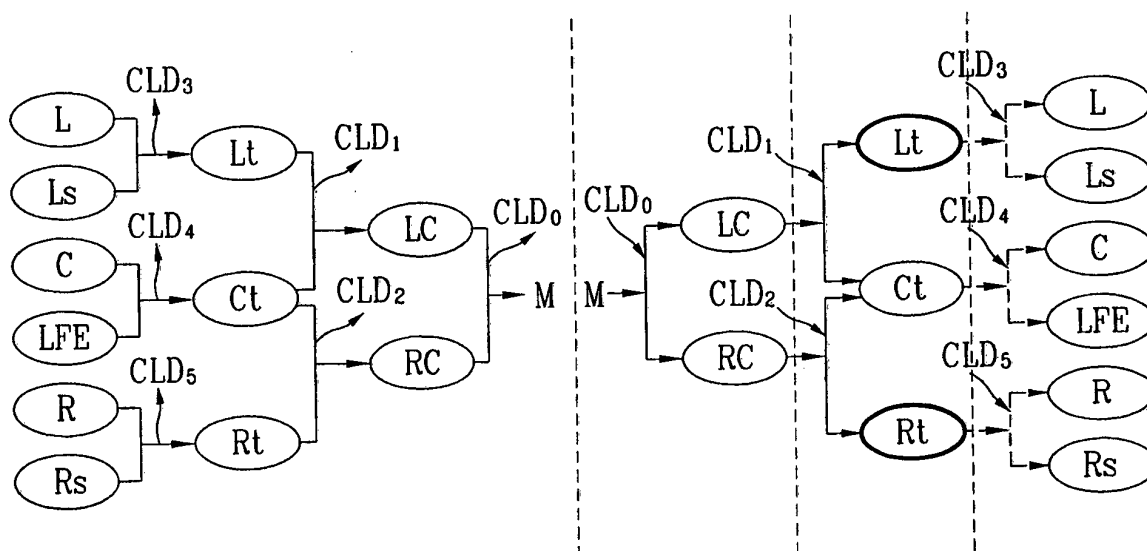 CLD₃
L
Lt
Ls
CLD₁
CLD₄
LC
CLD₀
C
Ct
CLD₂
M
LFE
RC
CLD₅
R
Rt
Rs
CLD₃
L
CLD₁
Lt
Ls
CLD₀
LC
CLD₄
C
M
CLD₂
Ct
LFE
RC
CLD₅
R
Rt
Rs